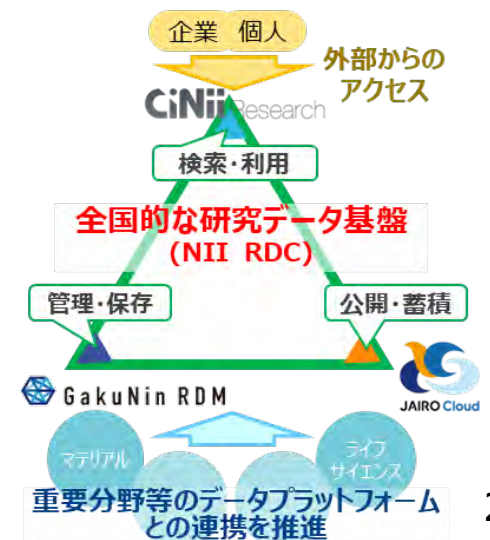 企業 個人
外部からの
アクセス
CiNii Research
検索・利用
全国的な研究データ基盤
(NII RDC)
管理・保存
公開・蓄積
GakuNin RDM
JAIRO Cloud
マテリアル
ライフ
サイエンス
重要分野等のデータプラットフォーム
との連携を推進
2